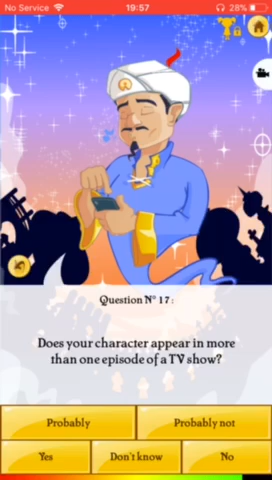 No Service 19:57 28%
Question N° 17:
Does your character appear in more
than one episode of a TV show?
Probably Probably not
Yes Don't know No